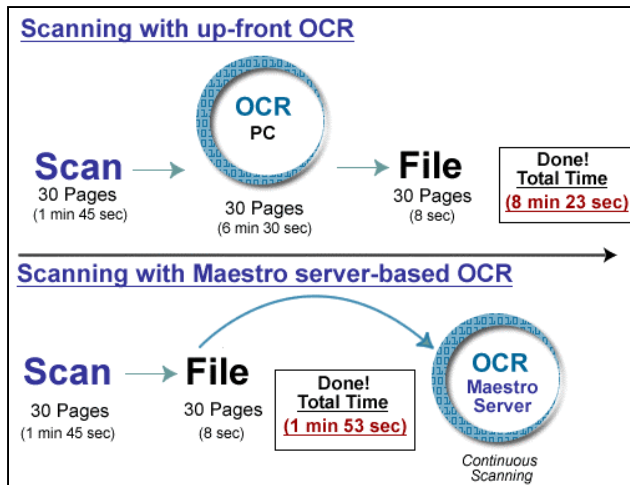 Scanning with up-front OCR
OCR
PC
Scan
30 Pages
(1 min 45 sec)
30 Pages
(6 min 30 sec)
File
30 Pages
(8 sec)
Done!
Total Time
(8 min 23 sec)
Scanning with Maestro server-based OCR
Scan
30 Pages
(1 min 45 sec)
File
30 Pages
(8 sec)
Done!
Total Time
(1 min 53 sec)
OCR
Maestro
Server
Continuous
Scanning